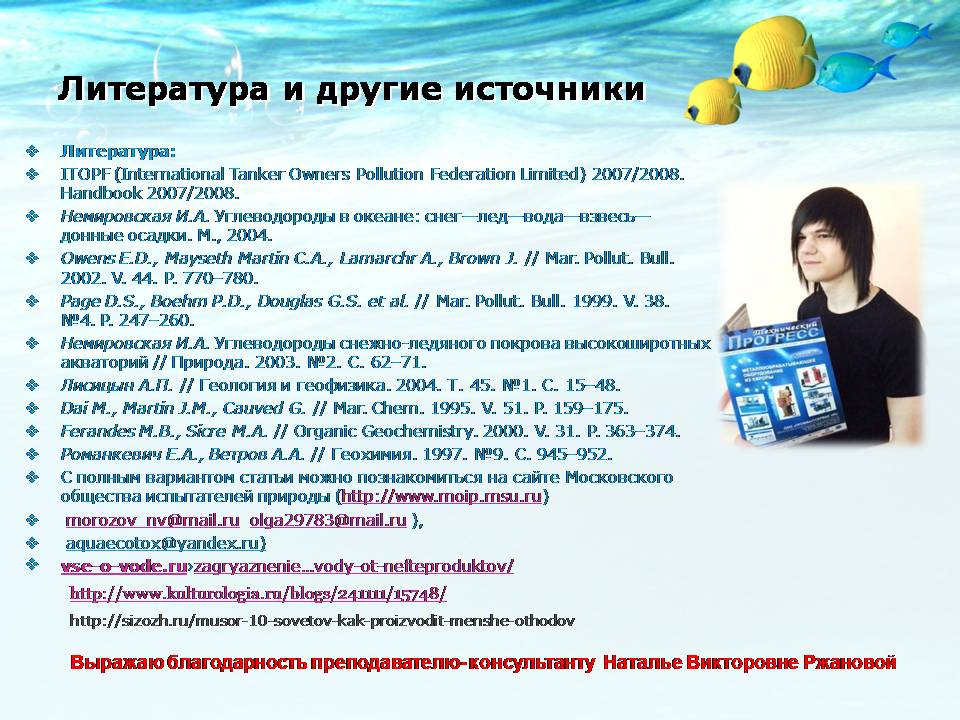 Литература и другие источники
Литература:
ITOPF (International Tanker Owners Pollution Federation Limited) 2007/2008.
Handbook 2007/2008.
Немировская И.А. Углеводороды в океане: снег—лед—вода—взвесь—
донные осадки. М., 2004.
Owens E.D., Mayseth Martin C.A., Lamarchr A., Brown J. // Mar. Pollut. Bull.
2002. V. 44. P. 770–780.
Page D.S., Boehm P.D., Douglas G.S. et al. // Mar. Pollut. Bull. 1999. V. 38.
№4. P. 247–260.
Немировская И.А. Углеводороды снежно-ледяного покрова высокоширотных
акваторий // Природа. 2003. №2. С. 62–71.
Лисицын А.П. // Геология и геофизика. 2004. Т. 45. №1. С. 15–48.
Dai M., Martin J.M., Cauved G. // Mar. Chem. 1995. V. 51. P. 159–175.
Ferandes M.B., Sicre M.A. // Organic Geochemistry. 2000. V. 31. P. 363–374.
Романкевич Е.А., Ветров А.А. // Геохимия. 1997. №9. С. 945–952.
С полным вариантом статьи можно познакомиться на сайте Московского
общества испытателей природы (http://www.moip.msu.ru)
morozov_nv@mail.ru olga29783@mail.ru ),
aquaecotox@yandex.ru)
vse-o-vode.ru›zagryaznenie…vody-ot-nefteproduktov/
http://www.kulturologia.ru/blogs/241111/15748/
http://sizozh.ru/musor-10-sovetov-kak-proizvodit-menshe-othodov
Выражаю благодарность преподавателю-консультанту Наталье Викторовне Ржановой
Технический
ПРОГРЕСС
МЕТАЛЛООБРАБАТЫВАЮЩЕЕ
ОБОРУДОВАНИЕ
ИЗ ЕВРОПЫ